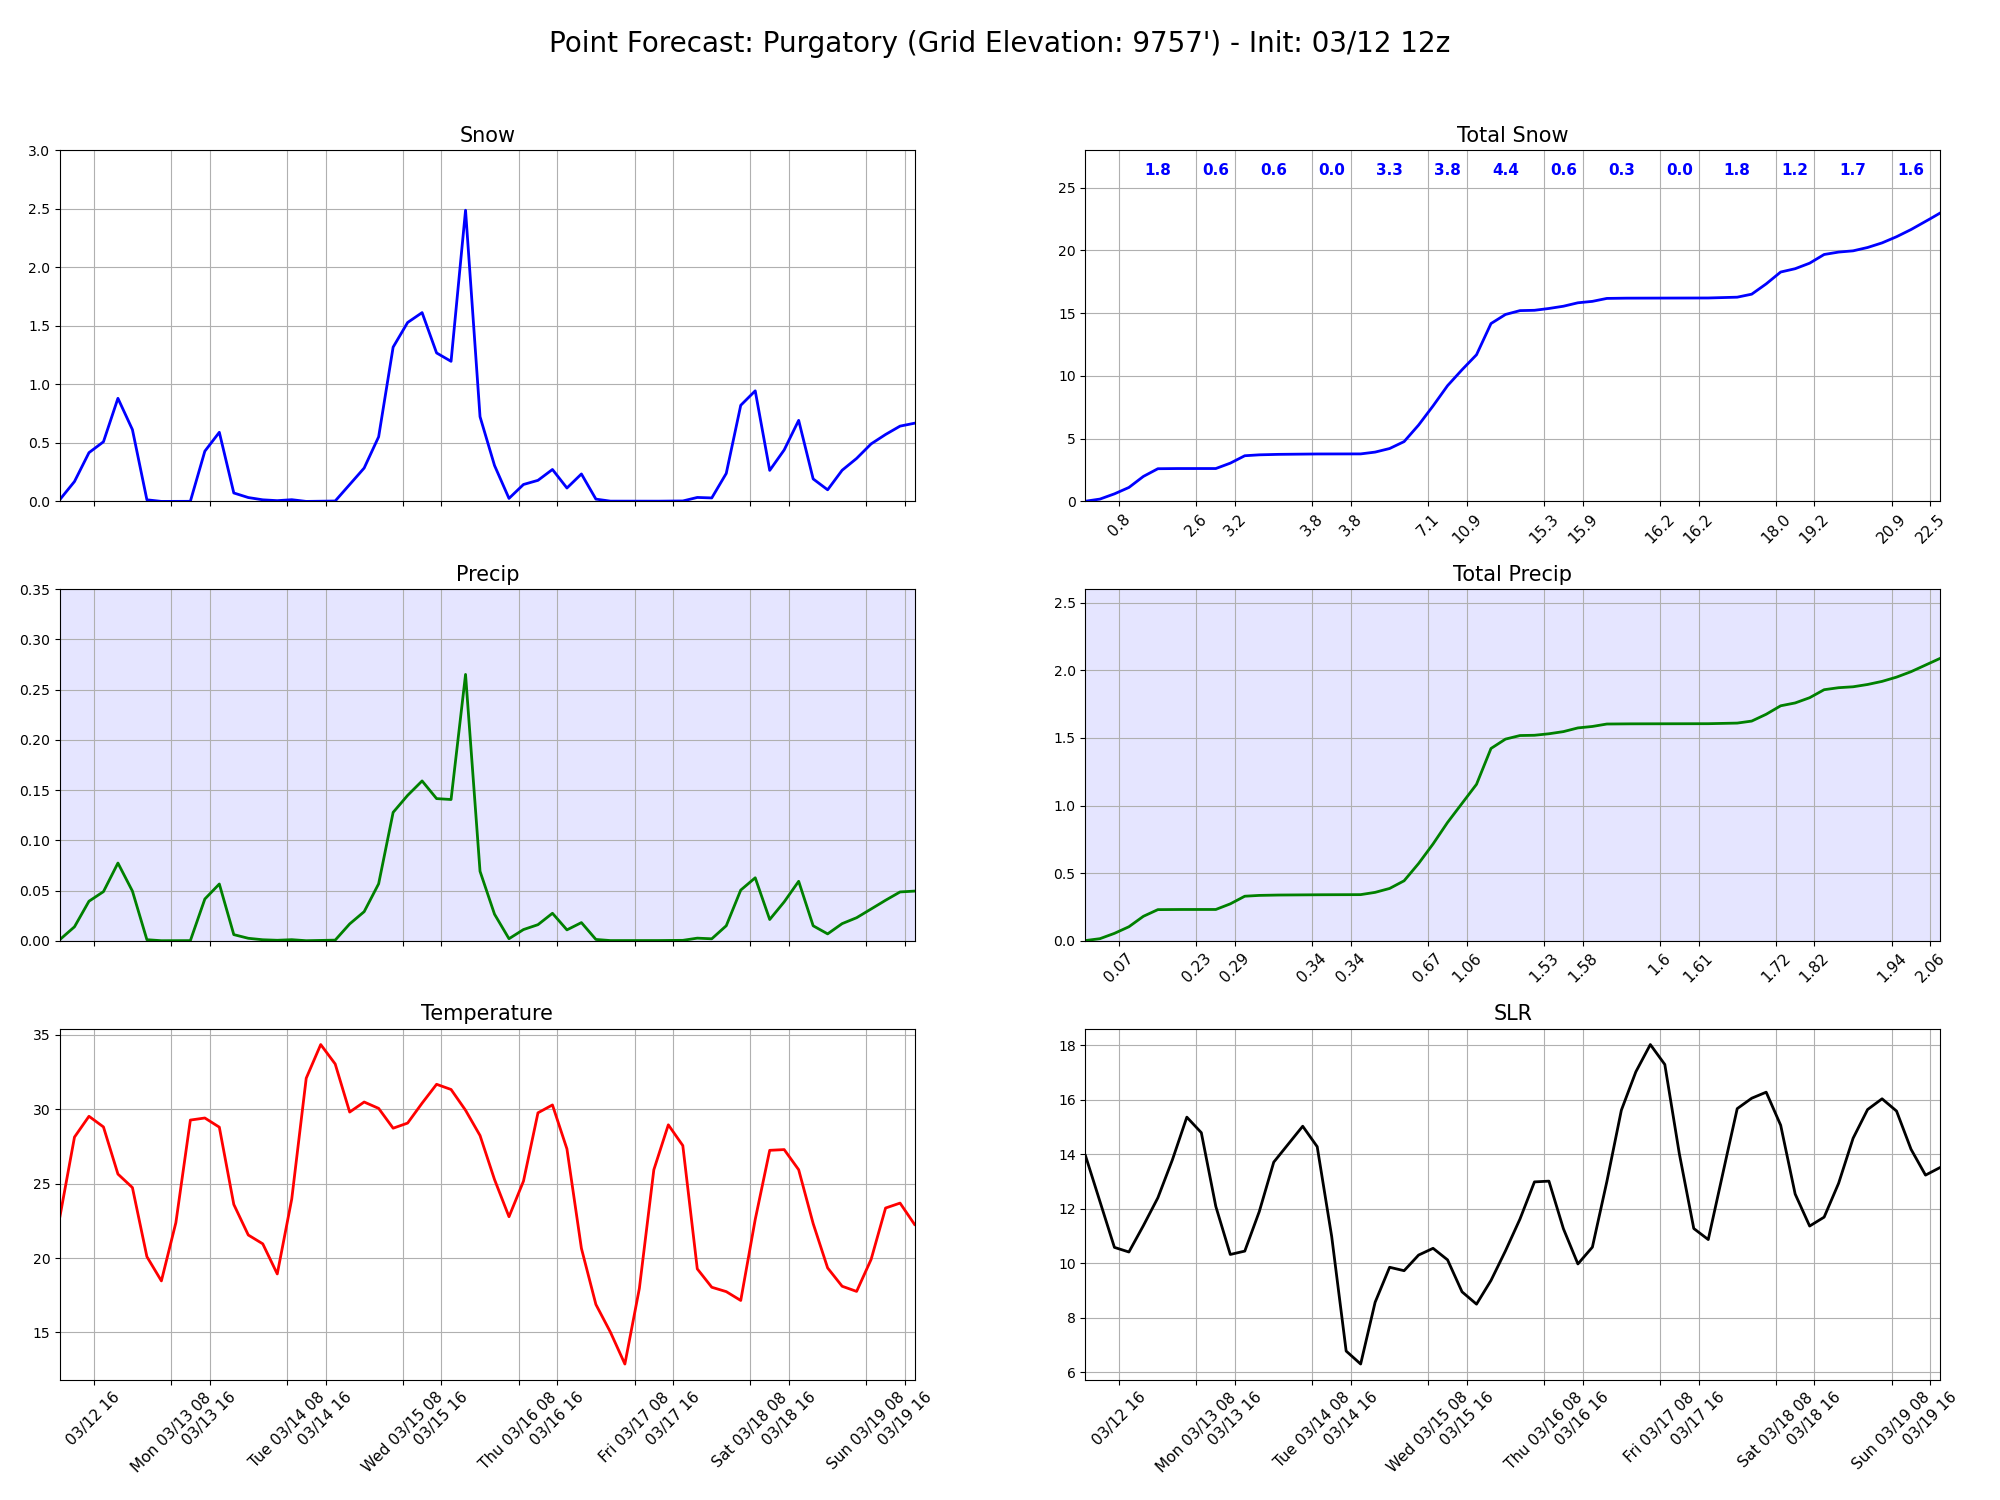 Point Forecast: Purgatory (Grid Elevation: 9757') - Init: 03/12 12z
Snow
3.0
2.5
2.0
1.5
1.0
0.5
0.0
Total Snow
1.8 0.6 0.6 0.0 3.3 3.8 4.4 0.6 0.3 0.0 1.8 1.2 1.7 1.6
25
20
15
10
5
0
0.8 2.6 3.2 3.8 3.8 7.1 10.9 15.3 15.9 16.2 16.2 18.0 19.2 20.9 22.5
Precip
0.35
0.30
0.25
0.20
0.15
0.10
0.05
0.00
Total Precip
2.5
2.0
1.5
1.0
0.5
0.0
0.07 0.23 0.29 0.34 0.34 0.67 1.06 1.53 1.58 1.6 1.61 1.72 1.82 1.94 2.06
Temperature
35
30
25
20
15
03/12 16
Mon 03/13 08
03/13 16
Tue 03/14 08
03/14 16
Wed 03/15 08
03/15 16
Thu 03/16 08
03/16 16
Fri 03/17 08
03/17 16
Sat 03/18 08
03/18 16
Sun 03/19 08
03/19 16
SLR
18
16
14
12
10
8
6
03/12 16
Mon 03/13 08
03/13 16
Tue 03/14 08
03/14 16
Wed 03/15 08
03/15 16
Thu 03/16 08
03/16 16
Fri 03/17 08
03/17 16
Sat 03/18 08
03/18 16
Sun 03/19 08
03/19 16